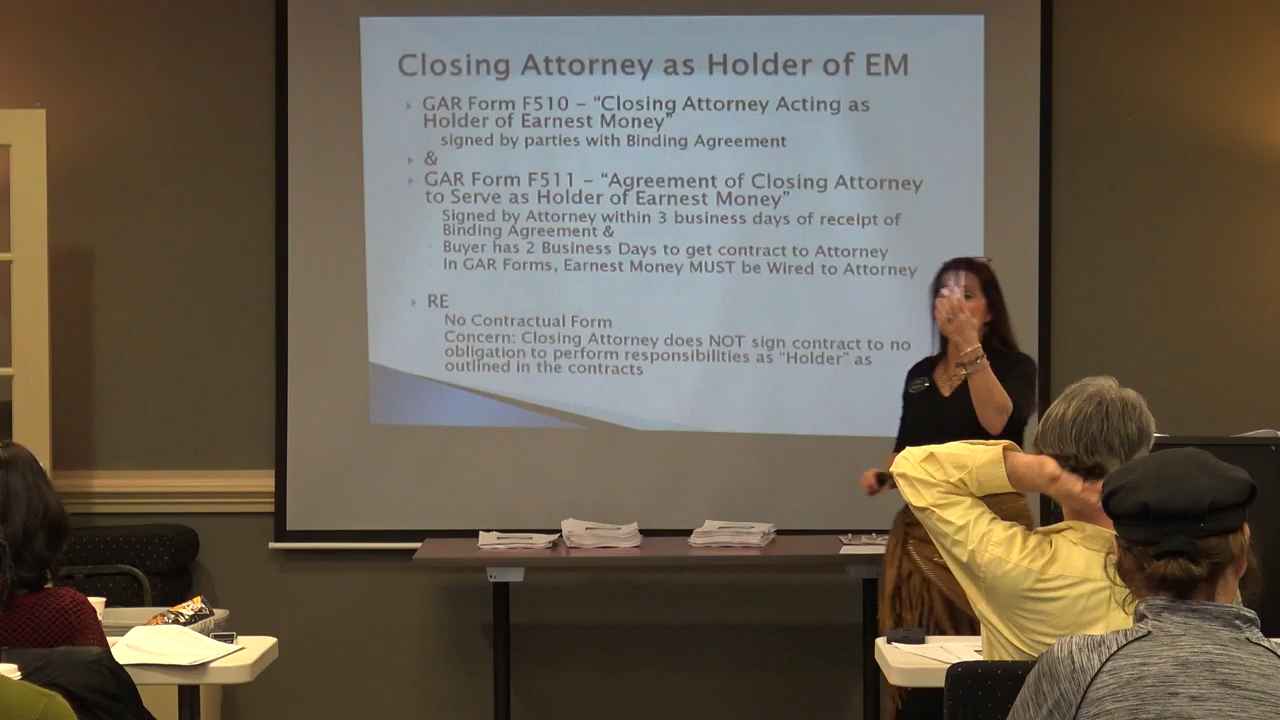 Closing Attorney as Holder of EM
GAR Form F510 – "Closing Attorney Acting as
Holder of Earnest Money"
signed by parties with Binding Agreement
&
GAR Form F511 – "Agreement of Closing Attorney
to Serve as Holder of Earnest Money"
Signed by Attorney within 3 business days of receipt of
Binding Agreement &
Buyer has 2 Business Days to get contract to Attorney
In GAR Forms, Earnest Money MUST be Wired to Attorney
RE
No Contractual Form
Concern: Closing Attorney does NOT sign contract to no
obligation to perform responsibilities as "Holder" as
outlined in the contracts